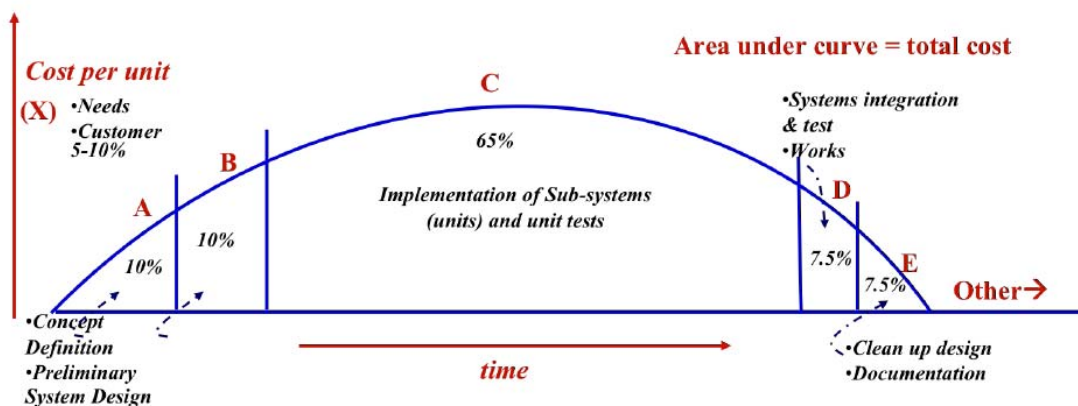 Area under curve = total cost
Cost per unit
(X)
•Needs
•Customer
5-10%
C
•Systems integration
& test
•Works
65%
B
Implementation of Sub-systems
(units) and unit tests
A
D
10%
10%
7.5%
E
7.5%
Other→
•Concept
Definition
•Preliminary
System Design
time
•Clean up design
•Documentation